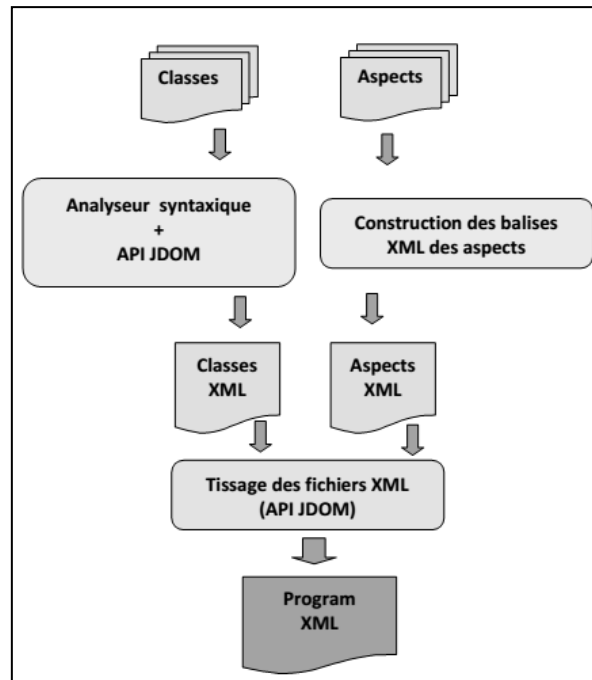 Classes
Aspects
Analyseur syntaxique
+
API JDOM
Construction des balises
XML des aspects
Classes
XML
Aspects
XML
Tissage des fichiers XML
(API JDOM)
Program
XML